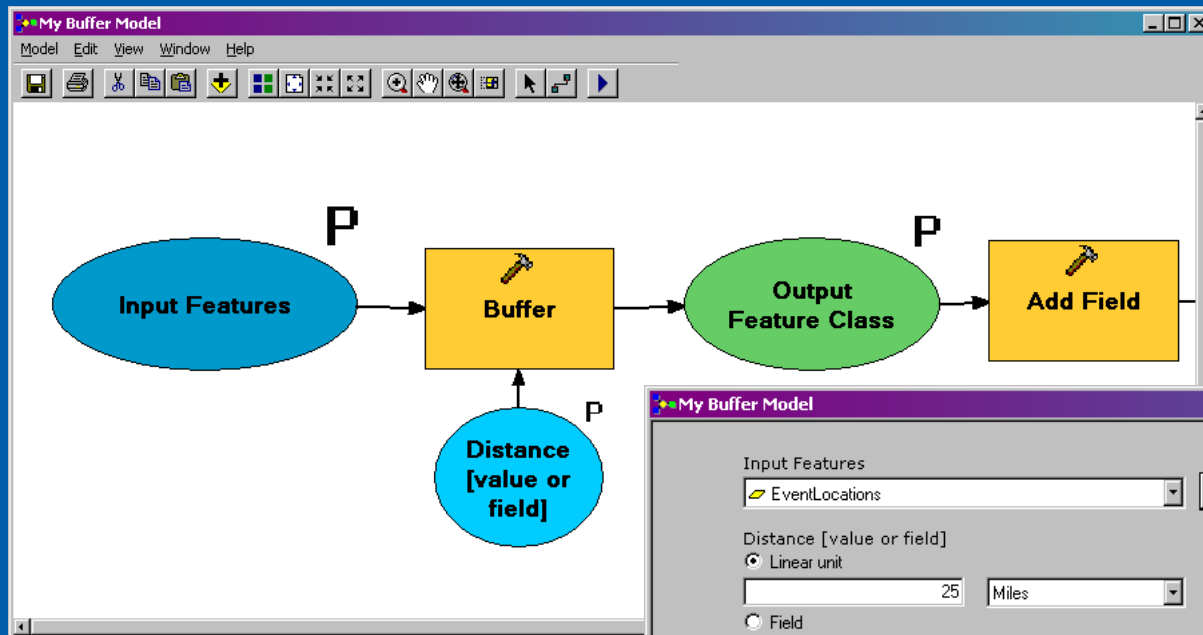 My Buffer Model
Model Edit View Window Help
P
P
Input Features
Buffer
Output
Feature Class
Add Field
P
Distance
[value or
field]
My Buffer Model
Input Features
EventLocations
Distance [value or field]
Linear unit
25 Miles
Field